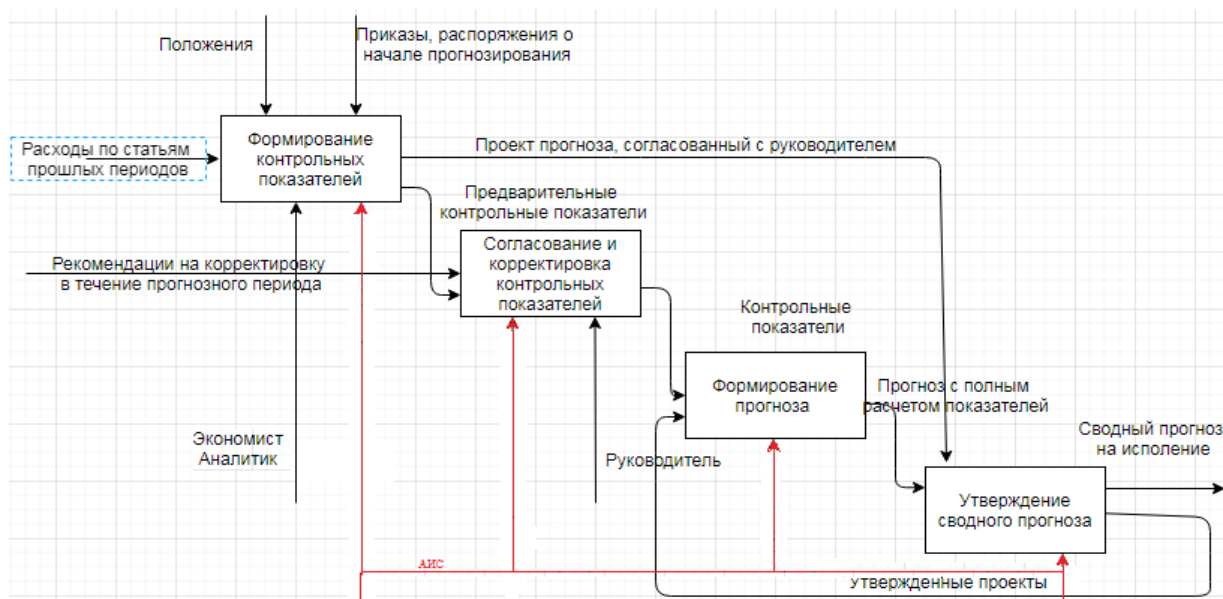 Положения
Приказы, распоряжения о
начале прогнозирования
Расходы по статьям
прошлых периодов
Формирование
контрольных
показателей
Проект прогноза, согласованный с руководителем
Предварительные
контрольные показатели
Рекомендации на корректировку
в течение прогнозного периода
Согласование и
корректировка
контрольных
показателей
Контрольные
показатели
Формирование
прогноза
Прогноз с полным
расчетом показателей
Экономист
Аналитик
Руководитель
Сводный прогноз
на исполение
Утверждение
сводного прогноза
АИС
Утвержденные проекты